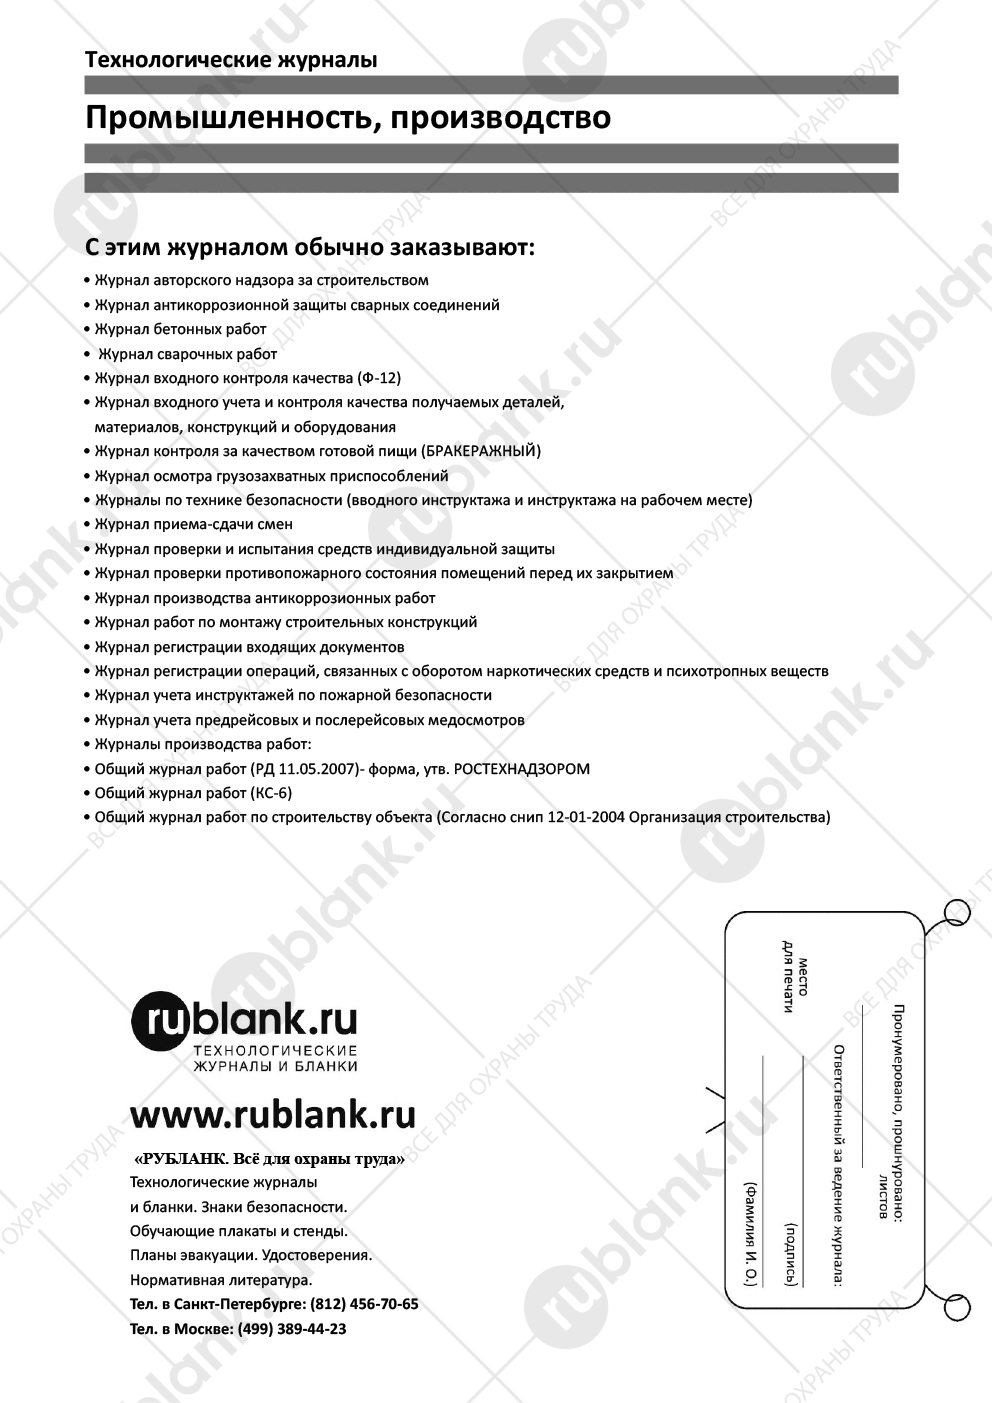 Технологические журналы
Промышленность, производство
С этим журналом обычно заказывают:
• Журнал авторского надзора за строительством
• Журнал антикоррозионной защиты сварных соединений
• Журнал бетонных работ
• Журнал сварочных работ
• Журнал входного контроля качества (Ф-12)
• Журнал входного учета и контроля качества получаемых деталей,
материалов, конструкций и оборудования
• Журнал контроля за качеством готовой пищи (БРАКЕРАЖНЫЙ)
• Журнал осмотра грузозахватных приспособлений
• Журналы по технике безопасности (вводного инструктажа и инструктажа на рабочем месте)
• Журнал приема-сдачи смен
• Журнал проверки и испытания средств индивидуальной защиты
• Журнал проверки противопожарного состояния помещений перед их закрытием
• Журнал производства антикоррозионных работ
• Журнал работ по монтажу строительных конструкций
• Журнал регистрации входящих документов
• Журнал регистрации операций, связанных с оборотом наркотических средств и психотропных веществ
• Журнал учета инструктажей по пожарной безопасности
• Журнал учета предрейсовых и послерейсовых медосмотров
• Журналы производства работ:
• Общий журнал работ (РД 11.05.2007)- форма, утв. РОСТЕХНАДЗОРОМ
• Общий журнал работ (КС-6)
• Общий журнал работ по строительству объекта (Согласно снип 12-01-2004 Организация строительства)
rublank.ru
ТЕХНОЛОГИЧЕСКИЕ
ЖУРНАЛЫ И БЛАНКИ
www.rublank.ru
«РУБЛАНК. Всё для охраны труда»
Технологические журналы
и бланки. Знаки безопасности.
Обучающие плакаты и стенды.
Планы эвакуации. Удостоверения.
Нормативная литература.
Тел. в Санкт-Петербурге: (812) 456-70-65
Тел. в Москве: (499) 389-44-23
Пронумеровано, прошнуровано:
листов
Ответственный за ведение журнала:
место
для печати
(подпись)
(Фамилия И. О.)
rublank.ru
ВСЕ ДЛЯ ОХРАНЫ ТРУДА